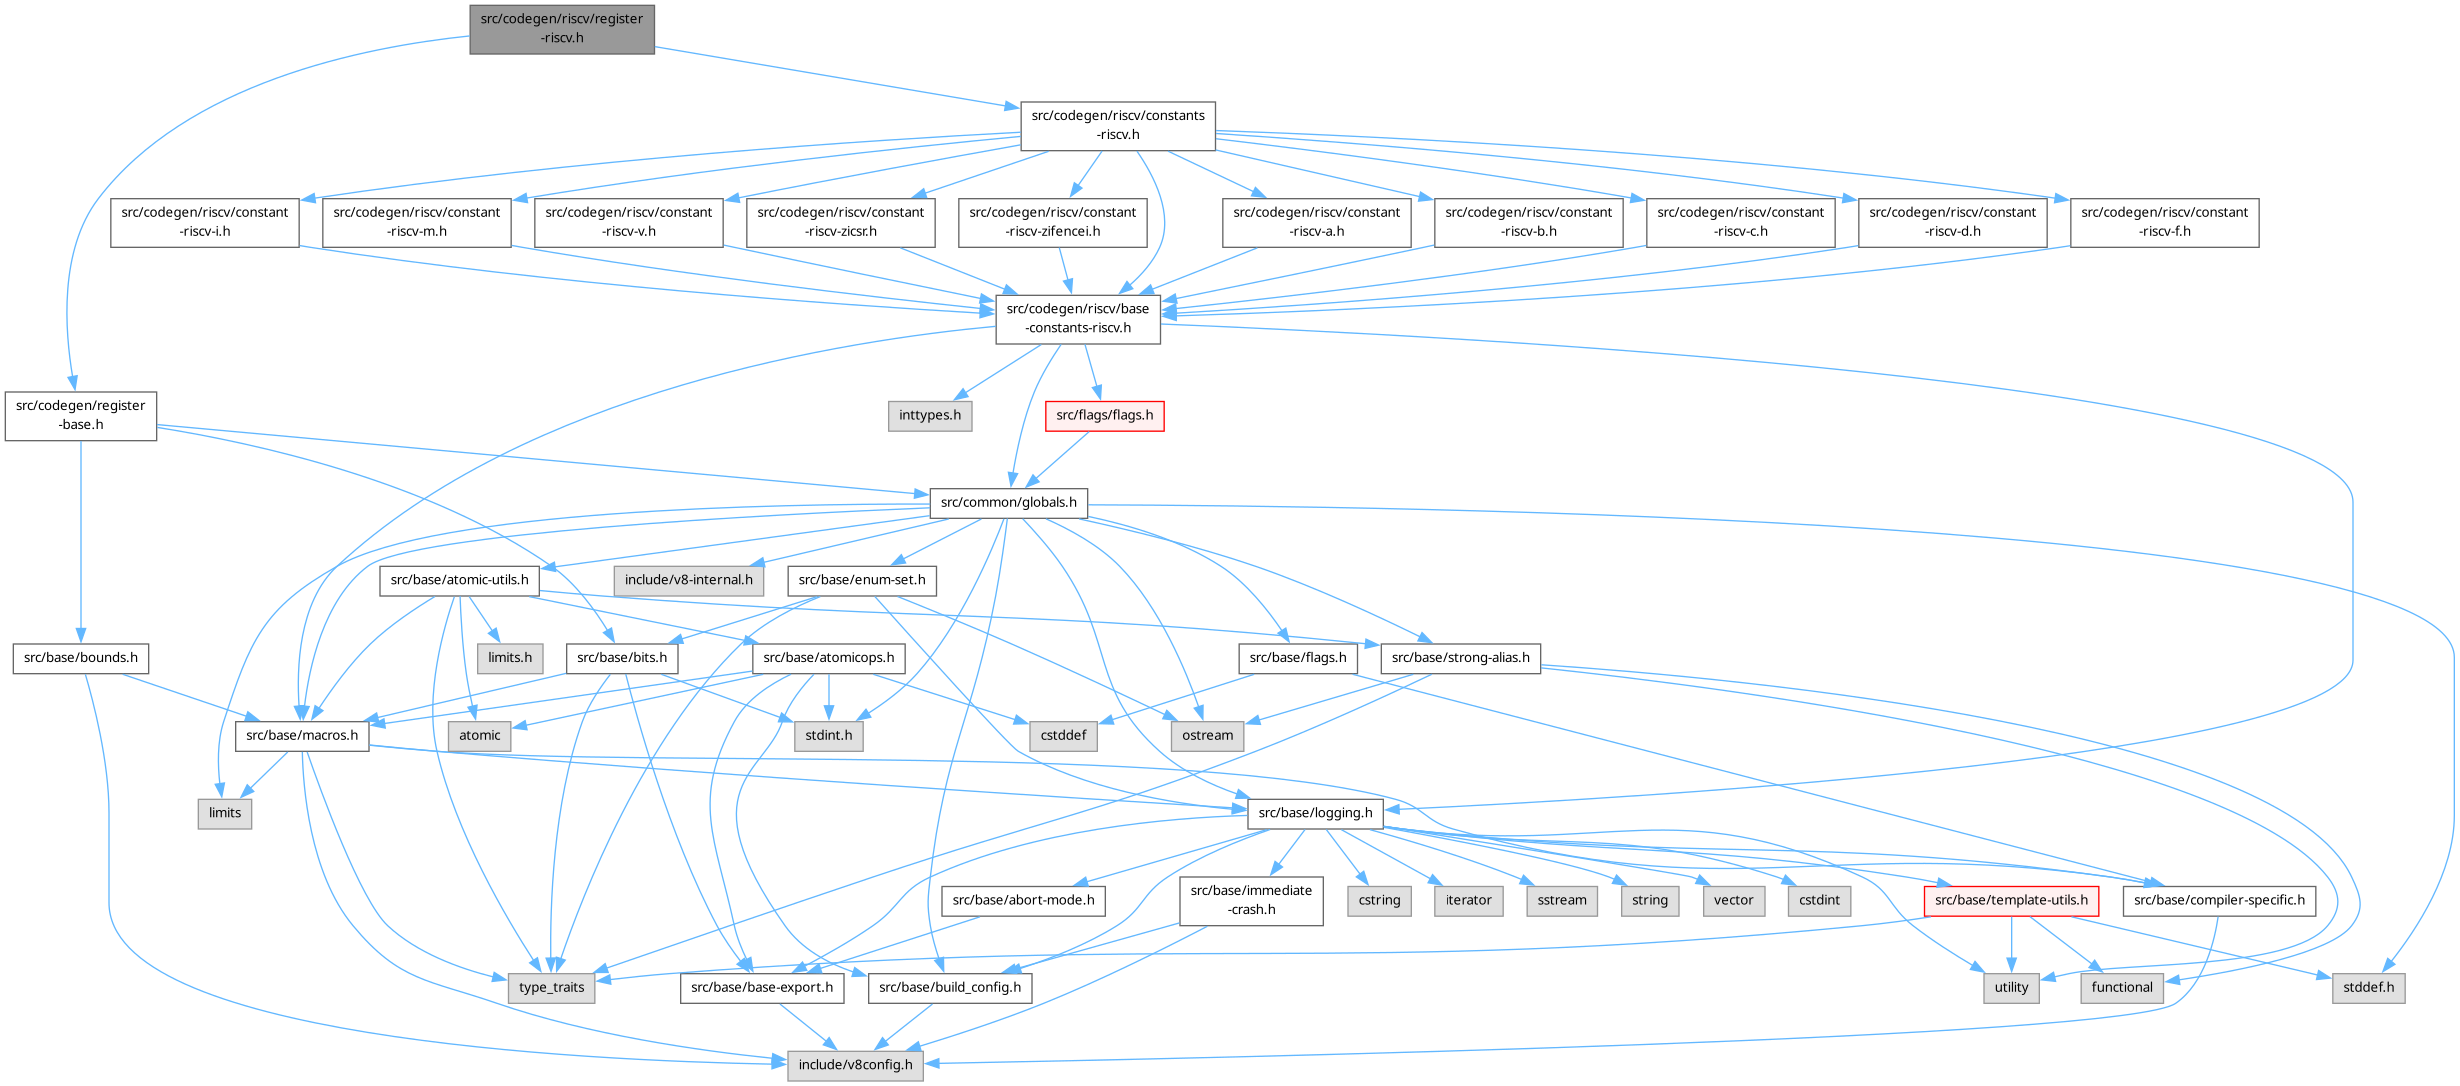 src/codegen/riscv/register
-riscv.h
src/codegen/riscv/constants
-riscv.h
src/codegen/riscv/constant
-riscv-i.h
src/codegen/riscv/constant
-riscv-m.h
src/codegen/riscv/constant
-riscv-v.h
src/codegen/riscv/constant
-riscv-zicsr.h
src/codegen/riscv/constant
-riscv-zifencei.h
src/codegen/riscv/constant
-riscv-a.h
src/codegen/riscv/constant
-riscv-b.h
src/codegen/riscv/constant
-riscv-c.h
src/codegen/riscv/constant
-riscv-d.h
src/codegen/riscv/constant
-riscv-f.h
src/codegen/riscv/base
-constants-riscv.h
src/codegen/register
-base.h
inttypes.h
src/flags/flags.h
src/common/globals.h
src/base/atomic-utils.h
include/v8-internal.h
src/base/enum-set.h
src/base/bounds.h
limits.h
src/base/bits.h
src/base/atomicops.h
src/base/flags.h
src/base/strong-alias.h
src/base/macros.h
atomic
stdint.h
cstddef
ostream
limits
src/base/logging.h
src/base/abort-mode.h
src/base/immediate
-crash.h
cstring
iterator
sstream
string
vector
cstdint
src/base/template-utils.h
src/base/compiler-specific.h
type_traits
src/base/base-export.h
src/base/build_config.h
utility
functional
stddef.h
include/v8config.h